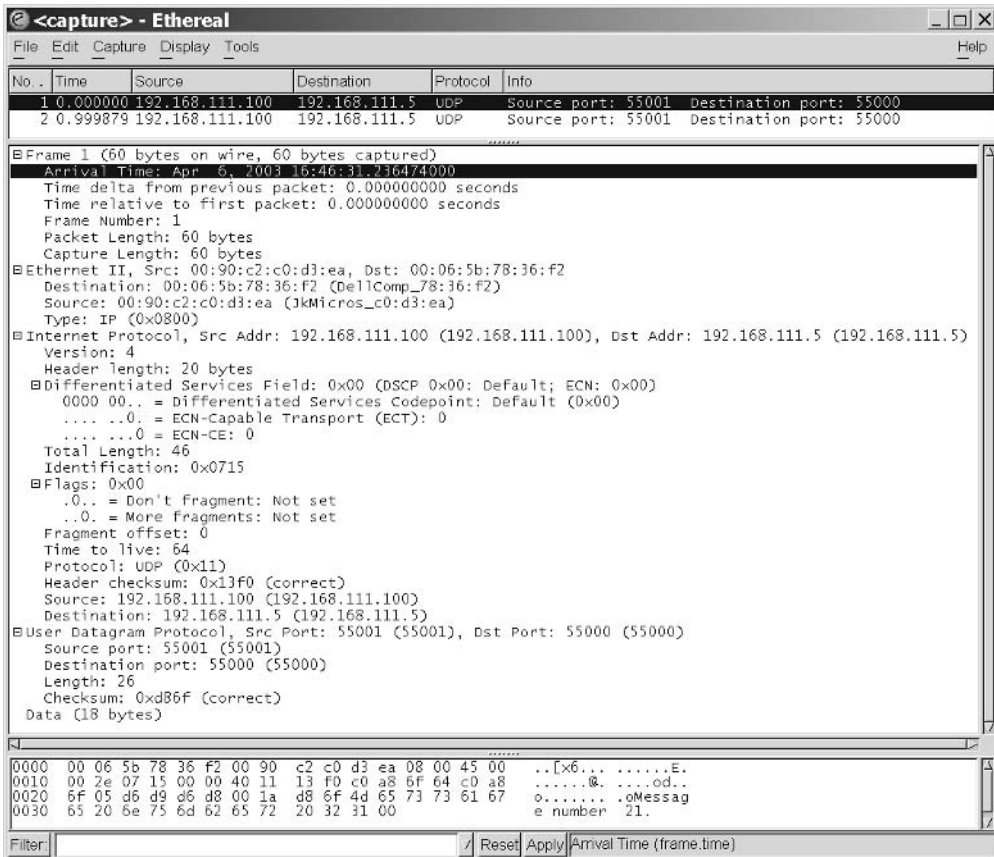 <capture> - Ethereal
File Edit Capture Display Tools Help
No. . Time Source Destination Protocol Info
1 0.000000 192.168.111.100 192.168.111.5 UDP Source port: 55001 Destination port: 55000
2 0.999879 192.168.111.100 192.168.111.5 UDP Source port: 55001 Destination port: 55000
Frame 1 (60 bytes on wire, 60 bytes captured)
Arrival Time: Apr 6, 2003 16:46:31.236474000
Time delta from previous packet: 0.000000000 seconds
Time relative to first packet: 0.000000000 seconds
Frame Number: 1
Packet Length: 60 bytes
Capture Length: 60 bytes
Ethernet II, Src: 00:90:c2:c0:d3:ea, Dst: 00:06:5b:78:36:f2
Destination: 00:06:5b:78:36:f2 (DellComp_78:36:f2)
Source: 00:90:c2:c0:d3:ea (JkMicros_c0:d3:ea)
Type: IP (0x0800)
Internet Protocol, Src Addr: 192.168.111.100 (192.168.111.100), Dst Addr: 192.168.111.5 (192.168.111.5)
Version: 4
Header length: 20 bytes
Differentiated Services Field: 0x00 (DSCP 0x00: Default; ECN: 0x00)
0000 00.. = Differentiated Services Codepoint: Default (0x00)
.... ..0. = ECN-Capable Transport (ECT): 0
.... ...0 = ECN-CE: 0
Total Length: 46
Identification: 0x0715
Flags: 0x00
.0.. = Don't fragment: Not set
..0. = More fragments: Not set
Fragment offset: 0
Time to live: 64
Protocol: UDP (0x11)
Header checksum: 0x13f0 (correct)
Source: 192.168.111.100 (192.168.111.100)
Destination: 192.168.111.5 (192.168.111.5)
User Datagram Protocol, Src Port: 55001 (55001), Dst Port: 55000 (55000)
Source port: 55001 (55001)
Destination port: 55000 (55000)
Length: 26
Checksum: 0xd86f (correct)
Data (18 bytes)
0000 00 06 5b 78 36 f2 00 90 c2 c0 d3 ea 08 00 45 00 ..[x6... ......E.
0010 00 2e 07 15 00 00 40 11 13 f0 c0 a8 6f 64 c0 a8 ......@. ....od..
0020 6f 05 d6 d9 d6 d8 00 1a d8 6f 4d 65 73 73 61 67 o....... .oMessag
0030 65 20 6e 75 6d 62 65 72 20 32 31 00 e number 21.
Filter: / Reset Apply Arrival Time (frame.time)